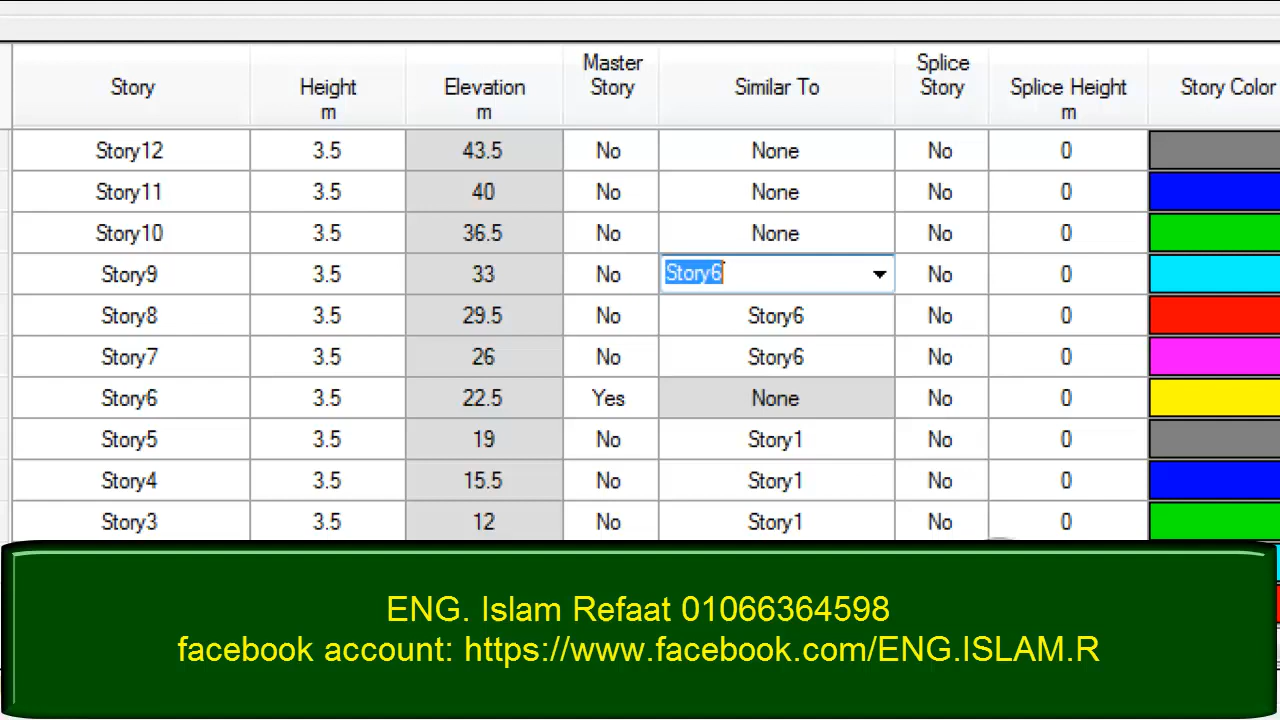 Story Height m Elevation m Master Story Similar To Splice Story Splice Height m Story Color
Story12 3.5 43.5 No None No 0
Story11 3.5 40 No None No 0
Story10 3.5 36.5 No None No 0
Story9 3.5 33 No Story6 No 0
Story8 3.5 29.5 No Story6 No 0
Story7 3.5 26 No Story6 No 0
Story6 3.5 22.5 Yes None No 0
Story5 3.5 19 No Story1 No 0
Story4 3.5 15.5 No Story1 No 0
Story3 3.5 12 No Story1 No 0
ENG. Islam Refaat 01066364598
facebook account: https://www.facebook.com/ENG.ISLAM.R